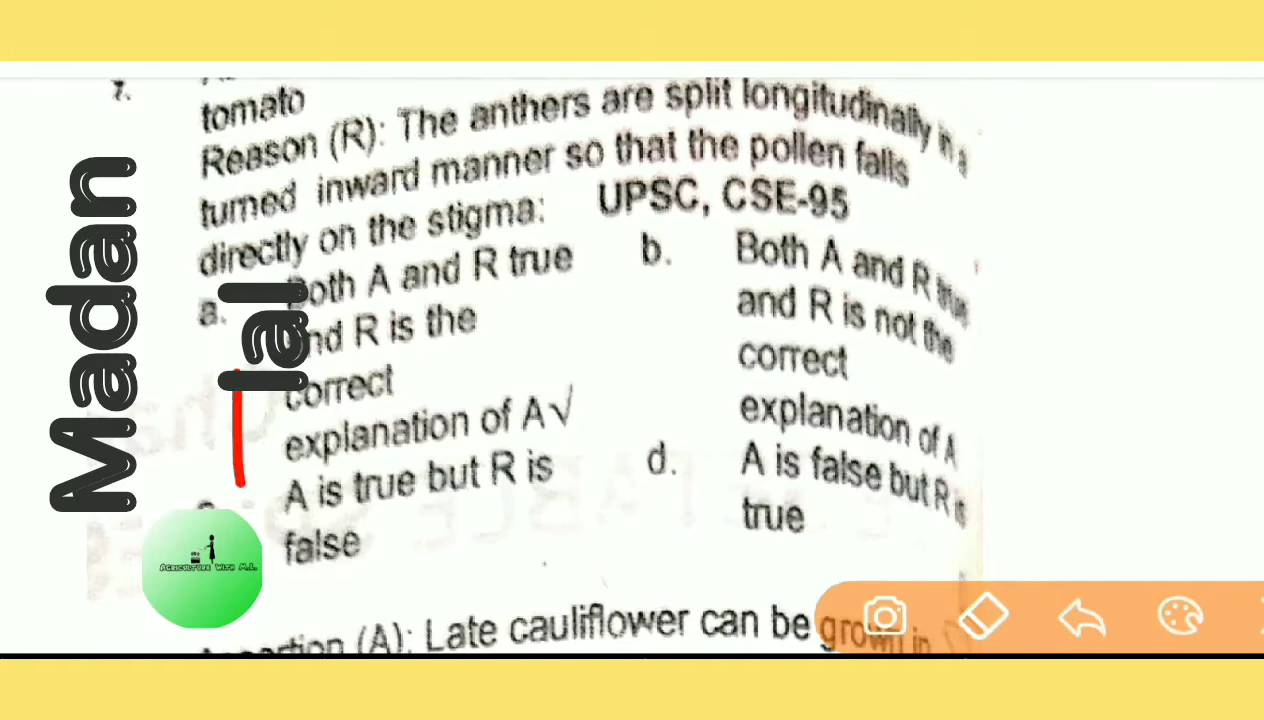 7.
tomato
Reason (R): The anthers are split longitudinally in a
turned inward manner so that the pollen falls
directly on the stigma: UPSC, CSE-95
a. Both A and R true
and R is the
correct
explanation of A√
b. Both A and R true
and R is not the
correct
explanation of A
A is true but R is
false
d. A is false but R is
true
Assertion (A): Late cauliflower can be grown in
Madan
lal
AGRICULTURE WITH M.L.